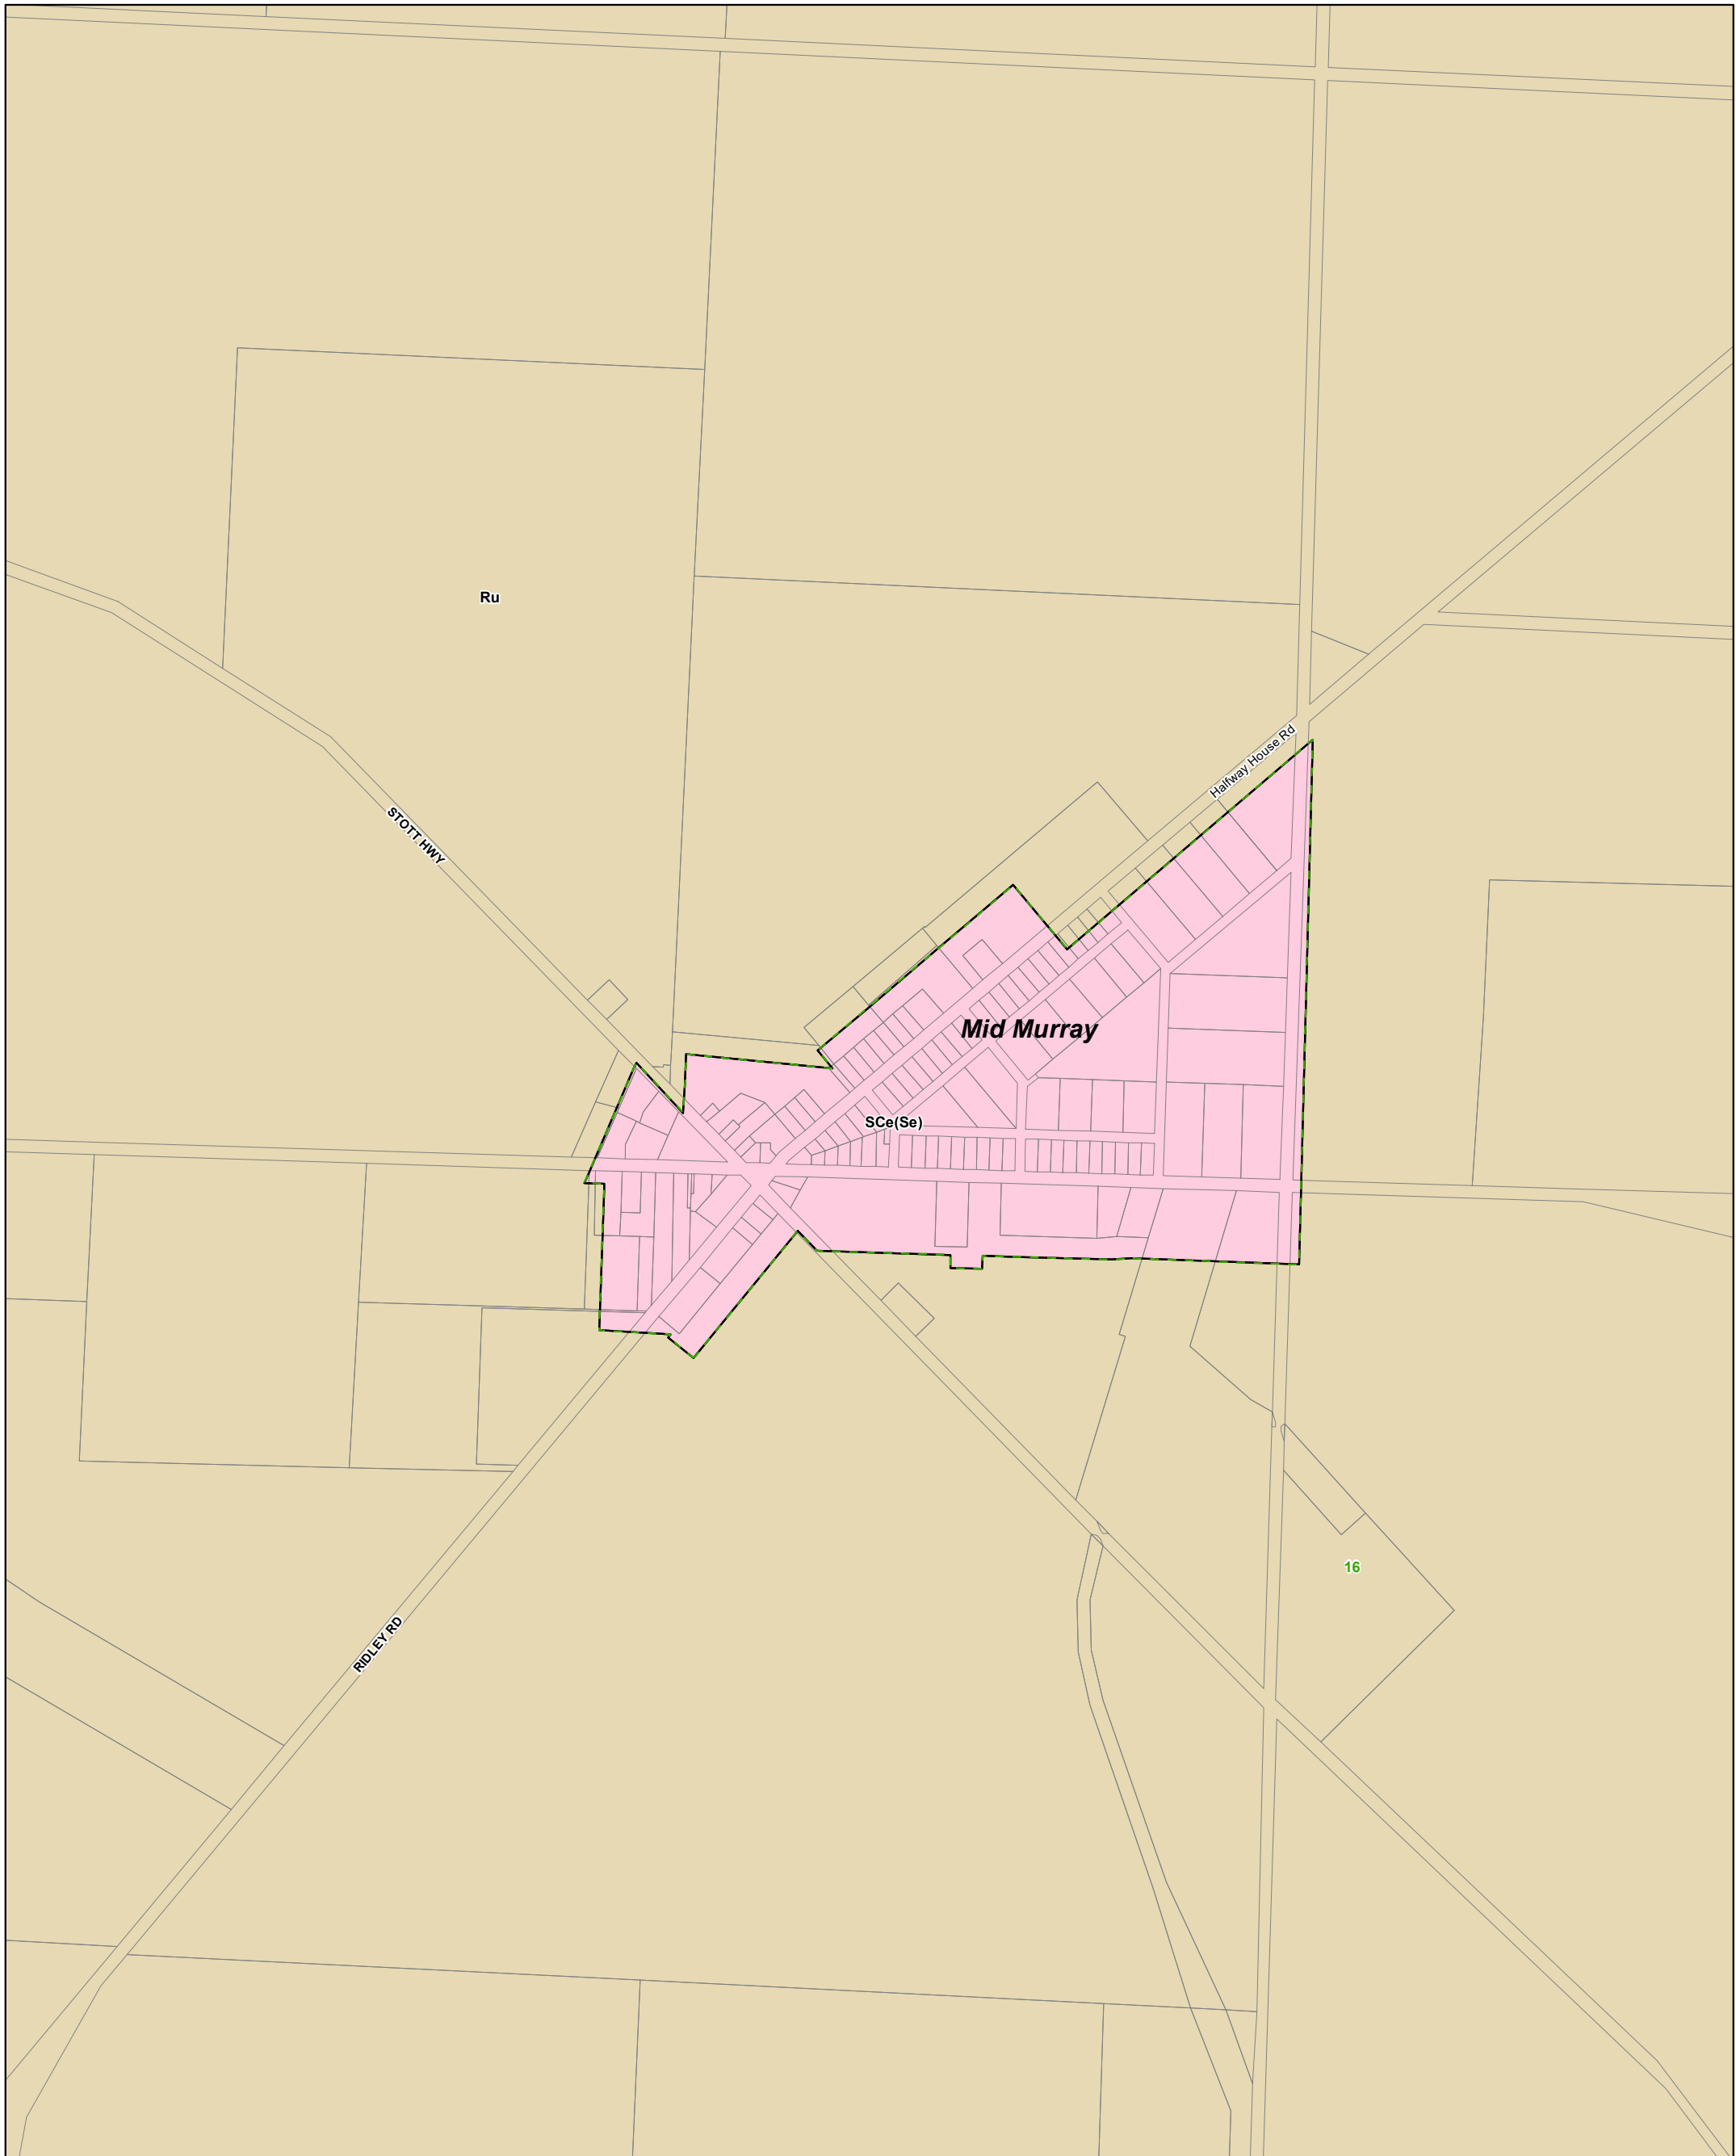 Ru
Halfway House Rd
STOTT HWY
Mid Murray
SCe(Se)
16
RIDLEY RD